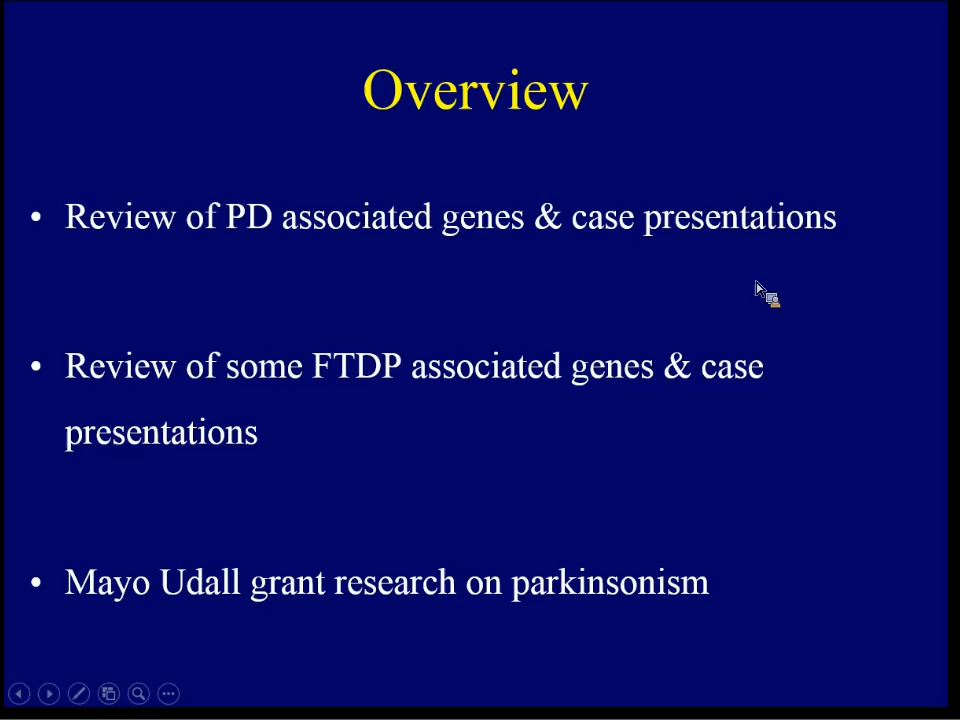 Overview
• Review of PD associated genes & case presentations
• Review of some FTDP associated genes & case
presentations
• Mayo Udall grant research on parkinsonism